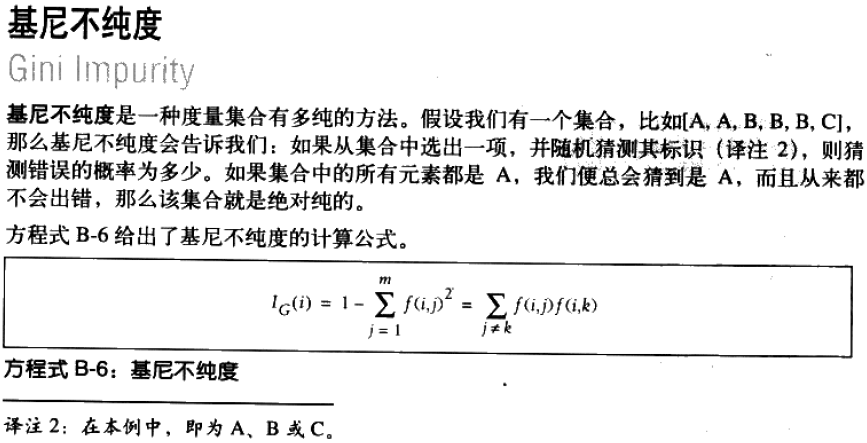 基尼不纯度
Gini Impurity
基尼不纯度是一种度量集合有多纯的方法。假设我们有一个集合，比如[A, A, B, B, B, C]，
那么基尼不纯度会告诉我们：如果从集合中选出一项，并随机猜测其标识（译注 2），则猜
测错误的概率为多少。如果集合中的所有元素都是 A，我们便总会猜到是 A，而且从来都
不会出错，那么该集合就是绝对纯的。
方程式 B-6 给出了基尼不纯度的计算公式。
I_G(i) = 1 - \sum_{j=1}^{m} f(i,j)^2 = \sum_{j≠k} f(i,j)f(i,k)
方程式 B-6：基尼不纯度
译注 2：在本例中，即为 A、B 或 C。